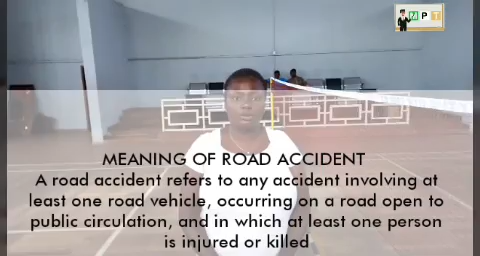 M P T
MEANING OF ROAD ACCIDENT
A road accident refers to any accident involving at
least one road vehicle, occurring on a road open to
public circulation, and in which at least one person
is injured or killed